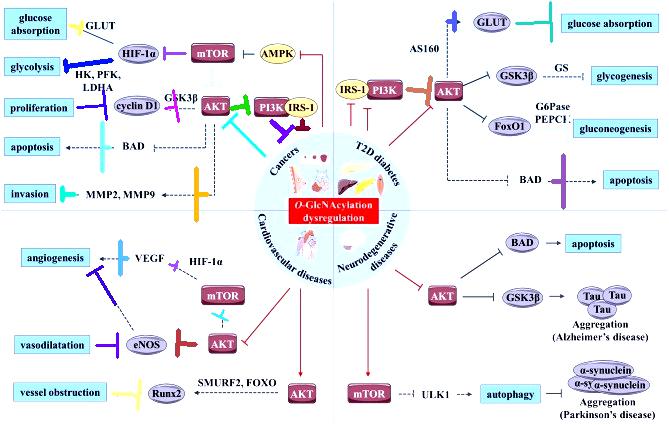 glucose
absorption
GLUT
HIF-1α
mTOR
AMPK
glycolysis
HK, PFK,
LDHA
GSK3β
proliferation
cyclin D1
AKT
PI3K
IRS-1
apoptosis
BAD
invasion
MMP2, MMP9
Cancers
AS160
GLUT
glucose absorption
IRS-1
PI3K
AKT
GSK3β
GS
glycogenesis
FoxO1
G6Pase
PEPCK
gluconeogenesis
BAD
apoptosis
T2D diabetes
O-GlcNAcylation
dysregulation
Cardiovascular diseases
Neurodegenerative
diseases
angiogenesis
VEGF
HIF-1α
mTOR
vasodilatation
eNOS
AKT
vessel obstruction
Runx2
SMURF2, FOXO
AKT
BAD
apoptosis
AKT
GSK3β
Tau
Tau
Tau
Aggregation
(Alzheimer's disease)
mTOR
ULK1
autophagy
α-synuclein
α-sy
α-synuclein
Aggregation
(Parkinson's disease)